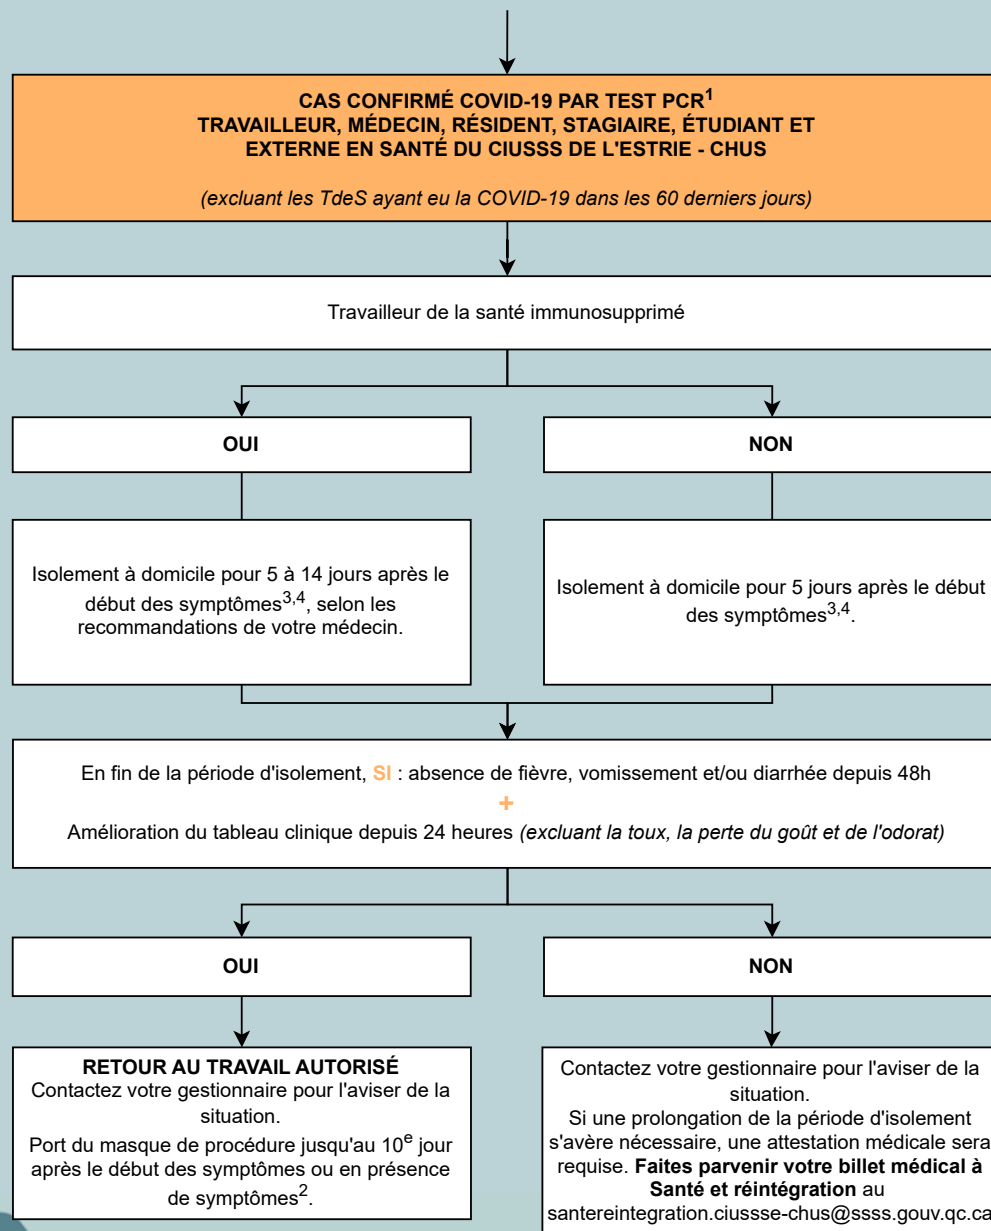 CAS CONFIRMÉ COVID-19 PAR TEST PCR1
TRAVAILLEUR, MÉDECIN, RÉSIDENT, STAGIAIRE, ÉTUDIANT ET
EXTERNE EN SANTÉ DU CIUSSS DE L'ESTRIE - CHUS
(excluant les TdeS ayant eu la COVID-19 dans les 60 derniers jours)
Travailleur de la santé immunosupprimé
OUI
NON
Isolement à domicile pour 5 à 14 jours après le
début des symptômes3,4, selon les
recommandations de votre médecin.
Isolement à domicile pour 5 jours après le début
des symptômes3,4.
En fin de la période d'isolement, SI : absence de fièvre, vomissement et/ou diarrhée depuis 48h
+
Amélioration du tableau clinique depuis 24 heures (excluant la toux, la perte du goût et de l'odorat)
OUI
NON
RETOUR AU TRAVAIL AUTORISÉ
Contactez votre gestionnaire pour l'aviser de la
situation.
Port du masque de procédure jusqu'au 10e jour
après le début des symptômes ou en présence
de symptômes2.
Contactez votre gestionnaire pour l'aviser de la
situation.
Si une prolongation de la période d'isolement
s'avère nécessaire, une attestation médicale sera
requise. Faites parvenir votre billet médical à
Santé et réintégration au
santereintegration.ciussse-chus@ssss.gouv.qc.ca